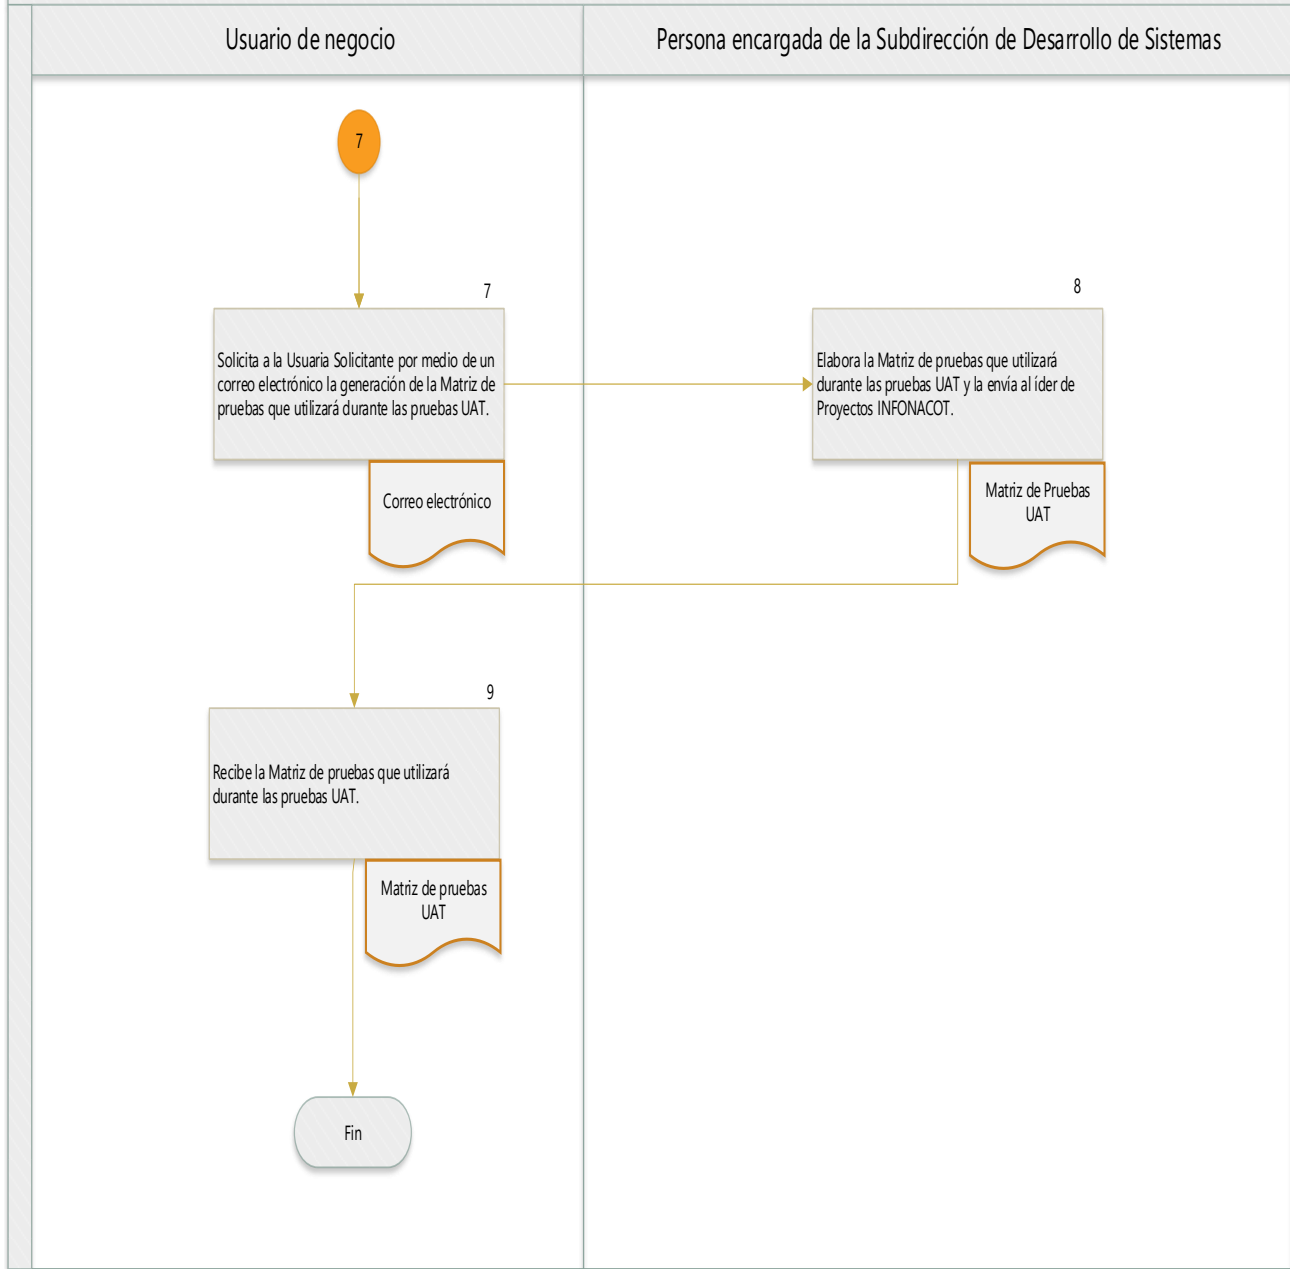 Usuario de negocio
Persona encargada de la Subdirección de Desarrollo de Sistemas
7
7
Solicita a la Usuaria Solicitante por medio de un
correo electrónico la generación de la Matriz de
pruebas que utilizará durante las pruebas UAT.
Correo electrónico
8
Elabora la Matriz de pruebas que utilizará
durante las pruebas UAT y la envía al íder de
Proyectos INFONACOT.
Matriz de Pruebas
UAT
9
Recibe la Matriz de pruebas que utilizará
durante las pruebas UAT.
Matriz de pruebas
UAT
Fin